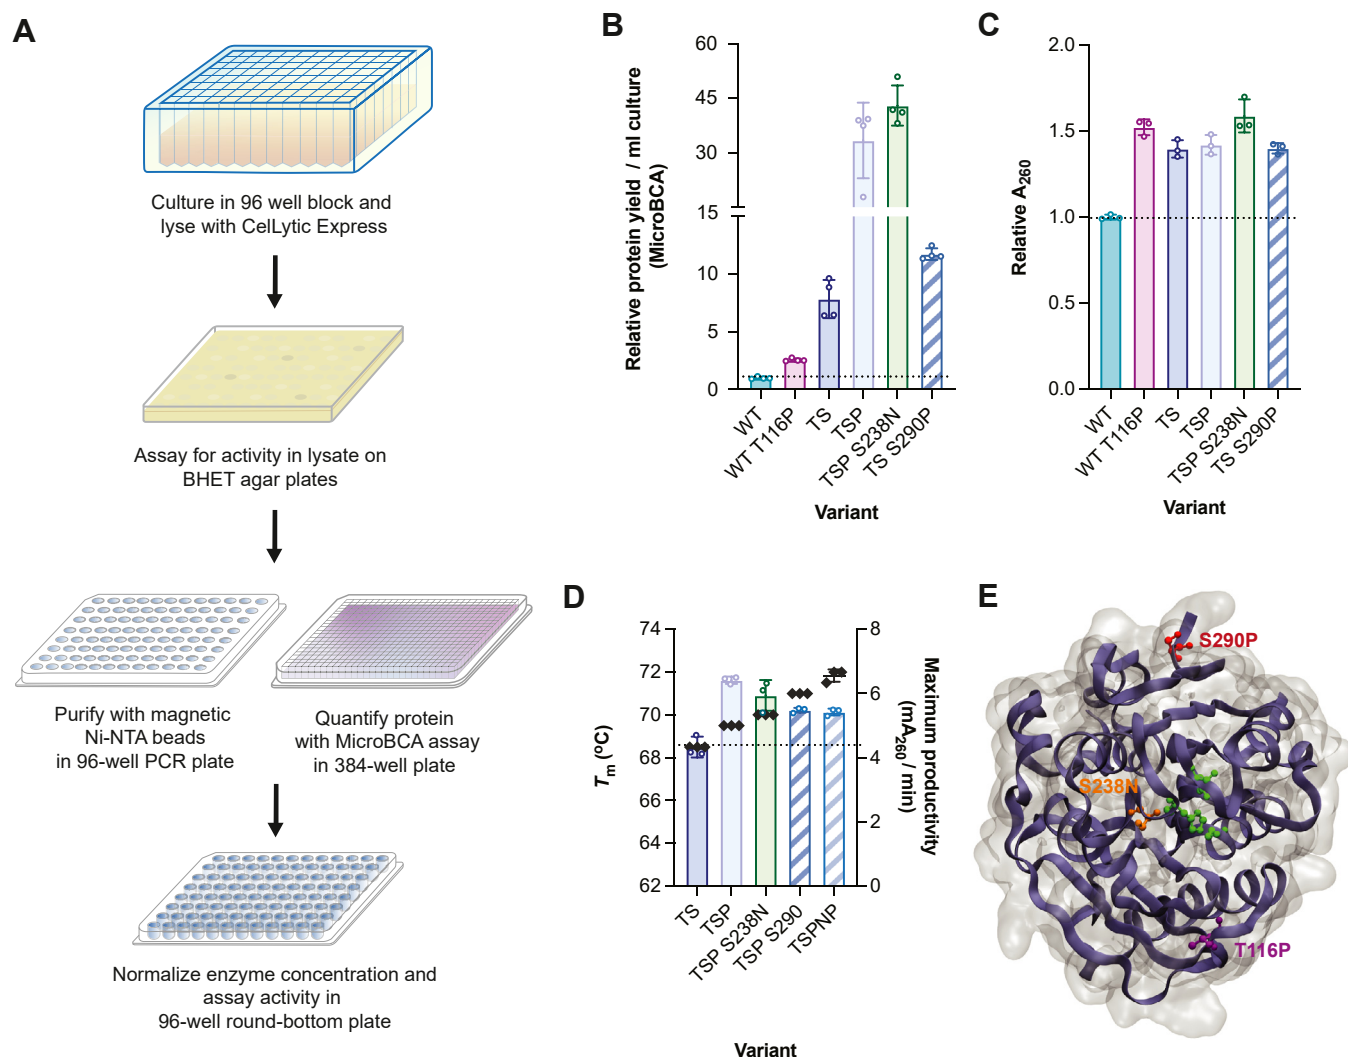 A
Culture in 96 well block and
lyse with CelLytic Express
Assay for activity in lysate on
BHET agar plates
Purify with magnetic
Ni-NTA beads
in 96-well PCR plate
Quantify protein
with MicroBCA assay
in 384-well plate
Normalize enzyme concentration and
assay activity in
96-well round-bottom plate
B
Relative protein yield / ml culture
(MicroBCA)
60
45
30
15
10
5
0
WT
WT T116P
TS
TSP
TSP S238N
TS S290P
Variant
C
Relative A260
2.0
1.5
1.0
0.5
0.0
WT
WT T116P
TS
TSP
TSP S238N
TS S290P
Variant
D
Tm (ºC)
74
72
70
68
66
64
62
8
6
4
2
0
Maximum productivity
(mA260 / min)
TS
TSP
TSP S238N
TSP S290
TSPNP
Variant
E
S290P
S238N
T116P